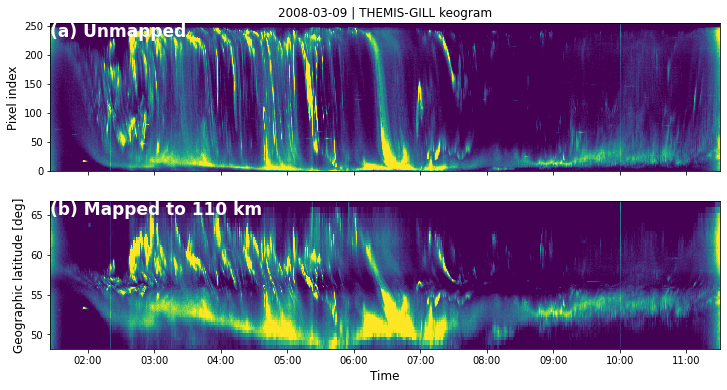 2008-03-09 | THEMIS-GILL keogram
(a) Unmapped
Pixel index
250
200
150
100
50
0
(b) Mapped to 110 km
Geographic latitude [deg]
65
60
55
50
02:00 03:00 04:00 05:00 06:00 07:00 08:00 09:00 10:00 11:00
Time